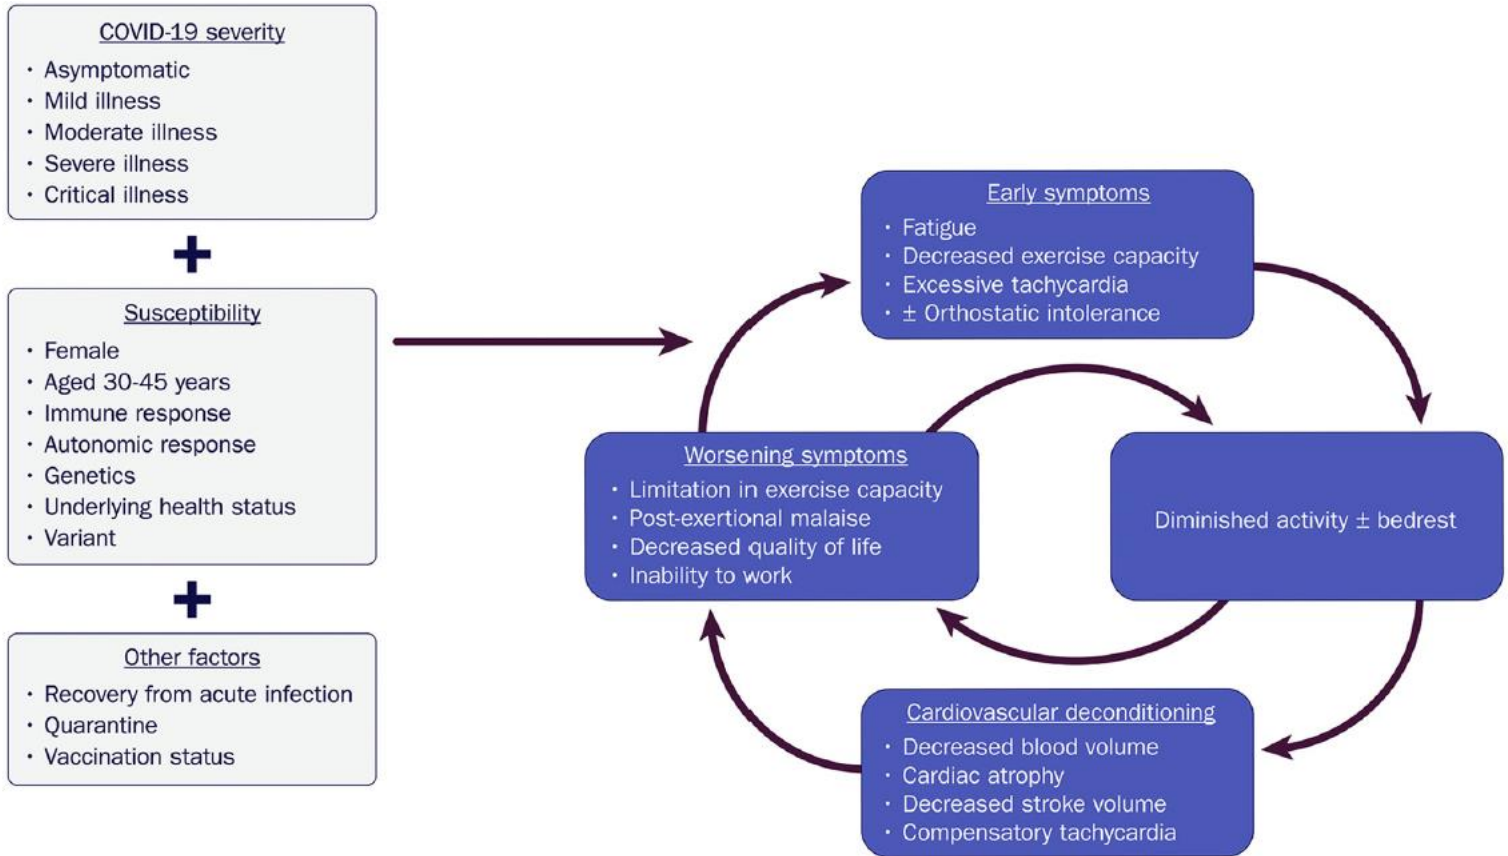 COVID-19 severity
· Asymptomatic
· Mild illness
· Moderate illness
· Severe illness
· Critical illness
+
Susceptibility
· Female
· Aged 30-45 years
· Immune response
· Autonomic response
· Genetics
· Underlying health status
· Variant
+
Other factors
· Recovery from acute infection
· Quarantine
· Vaccination status
Early symptoms
· Fatigue
· Decreased exercise capacity
· Excessive tachycardia
· ± Orthostatic intolerance
Worsening symptoms
· Limitation in exercise capacity
· Post-exertional malaise
· Decreased quality of life
· Inability to work
Diminished activity ± bedrest
Cardiovascular deconditioning
· Decreased blood volume
· Cardiac atrophy
· Decreased stroke volume
· Compensatory tachycardia